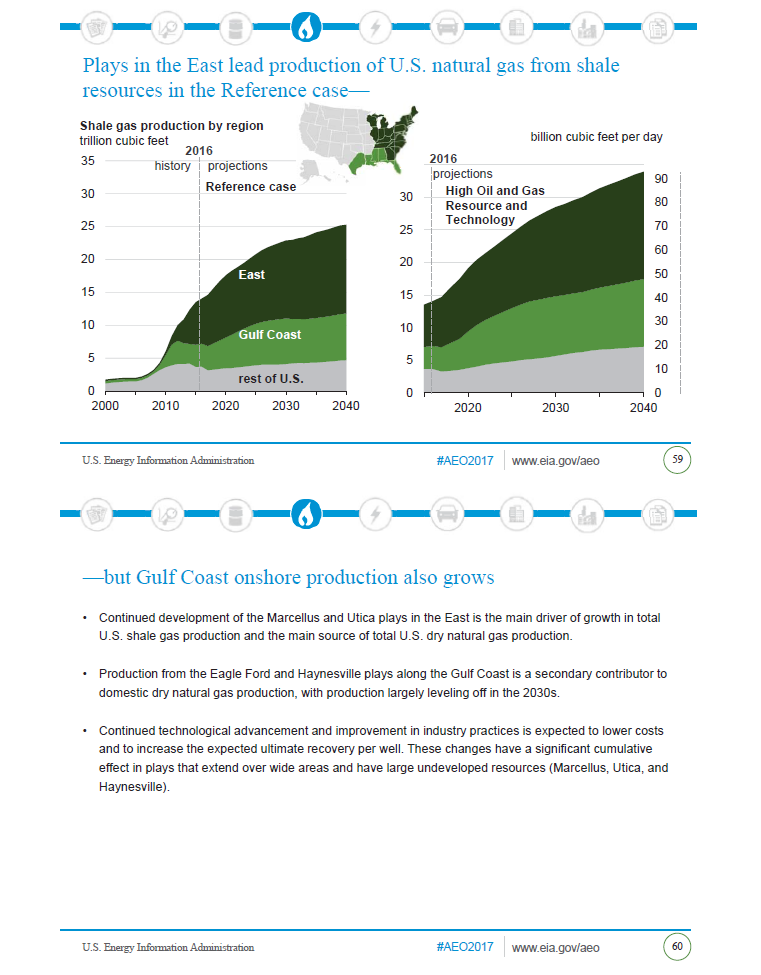 Plays in the East lead production of U.S. natural gas from shale
resources in the Reference case—
Shale gas production by region
trillion cubic feet
billion cubic feet per day
2016
history
projections
Reference case
35
30
25
20
15
10
5
0
East
Gulf Coast
rest of U.S.
2000
2010
2020
2030
2040
2016
projections
High Oil and Gas
Resource and
Technology
30
25
20
15
10
5
0
90
80
70
60
50
40
30
20
10
0
2020
2030
2040
U.S. Energy Information Administration
#AEO2017
www.eia.gov/aeo
59
—but Gulf Coast onshore production also grows
• Continued development of the Marcellus and Utica plays in the East is the main driver of growth in total
U.S. shale gas production and the main source of total U.S. dry natural gas production.
• Production from the Eagle Ford and Haynesville plays along the Gulf Coast is a secondary contributor to
domestic dry natural gas production, with production largely leveling off in the 2030s.
• Continued technological advancement and improvement in industry practices is expected to lower costs
and to increase the expected ultimate recovery per well. These changes have a significant cumulative
effect in plays that extend over wide areas and have large undeveloped resources (Marcellus, Utica, and
Haynesville).
U.S. Energy Information Administration
#AEO2017
www.eia.gov/aeo
60